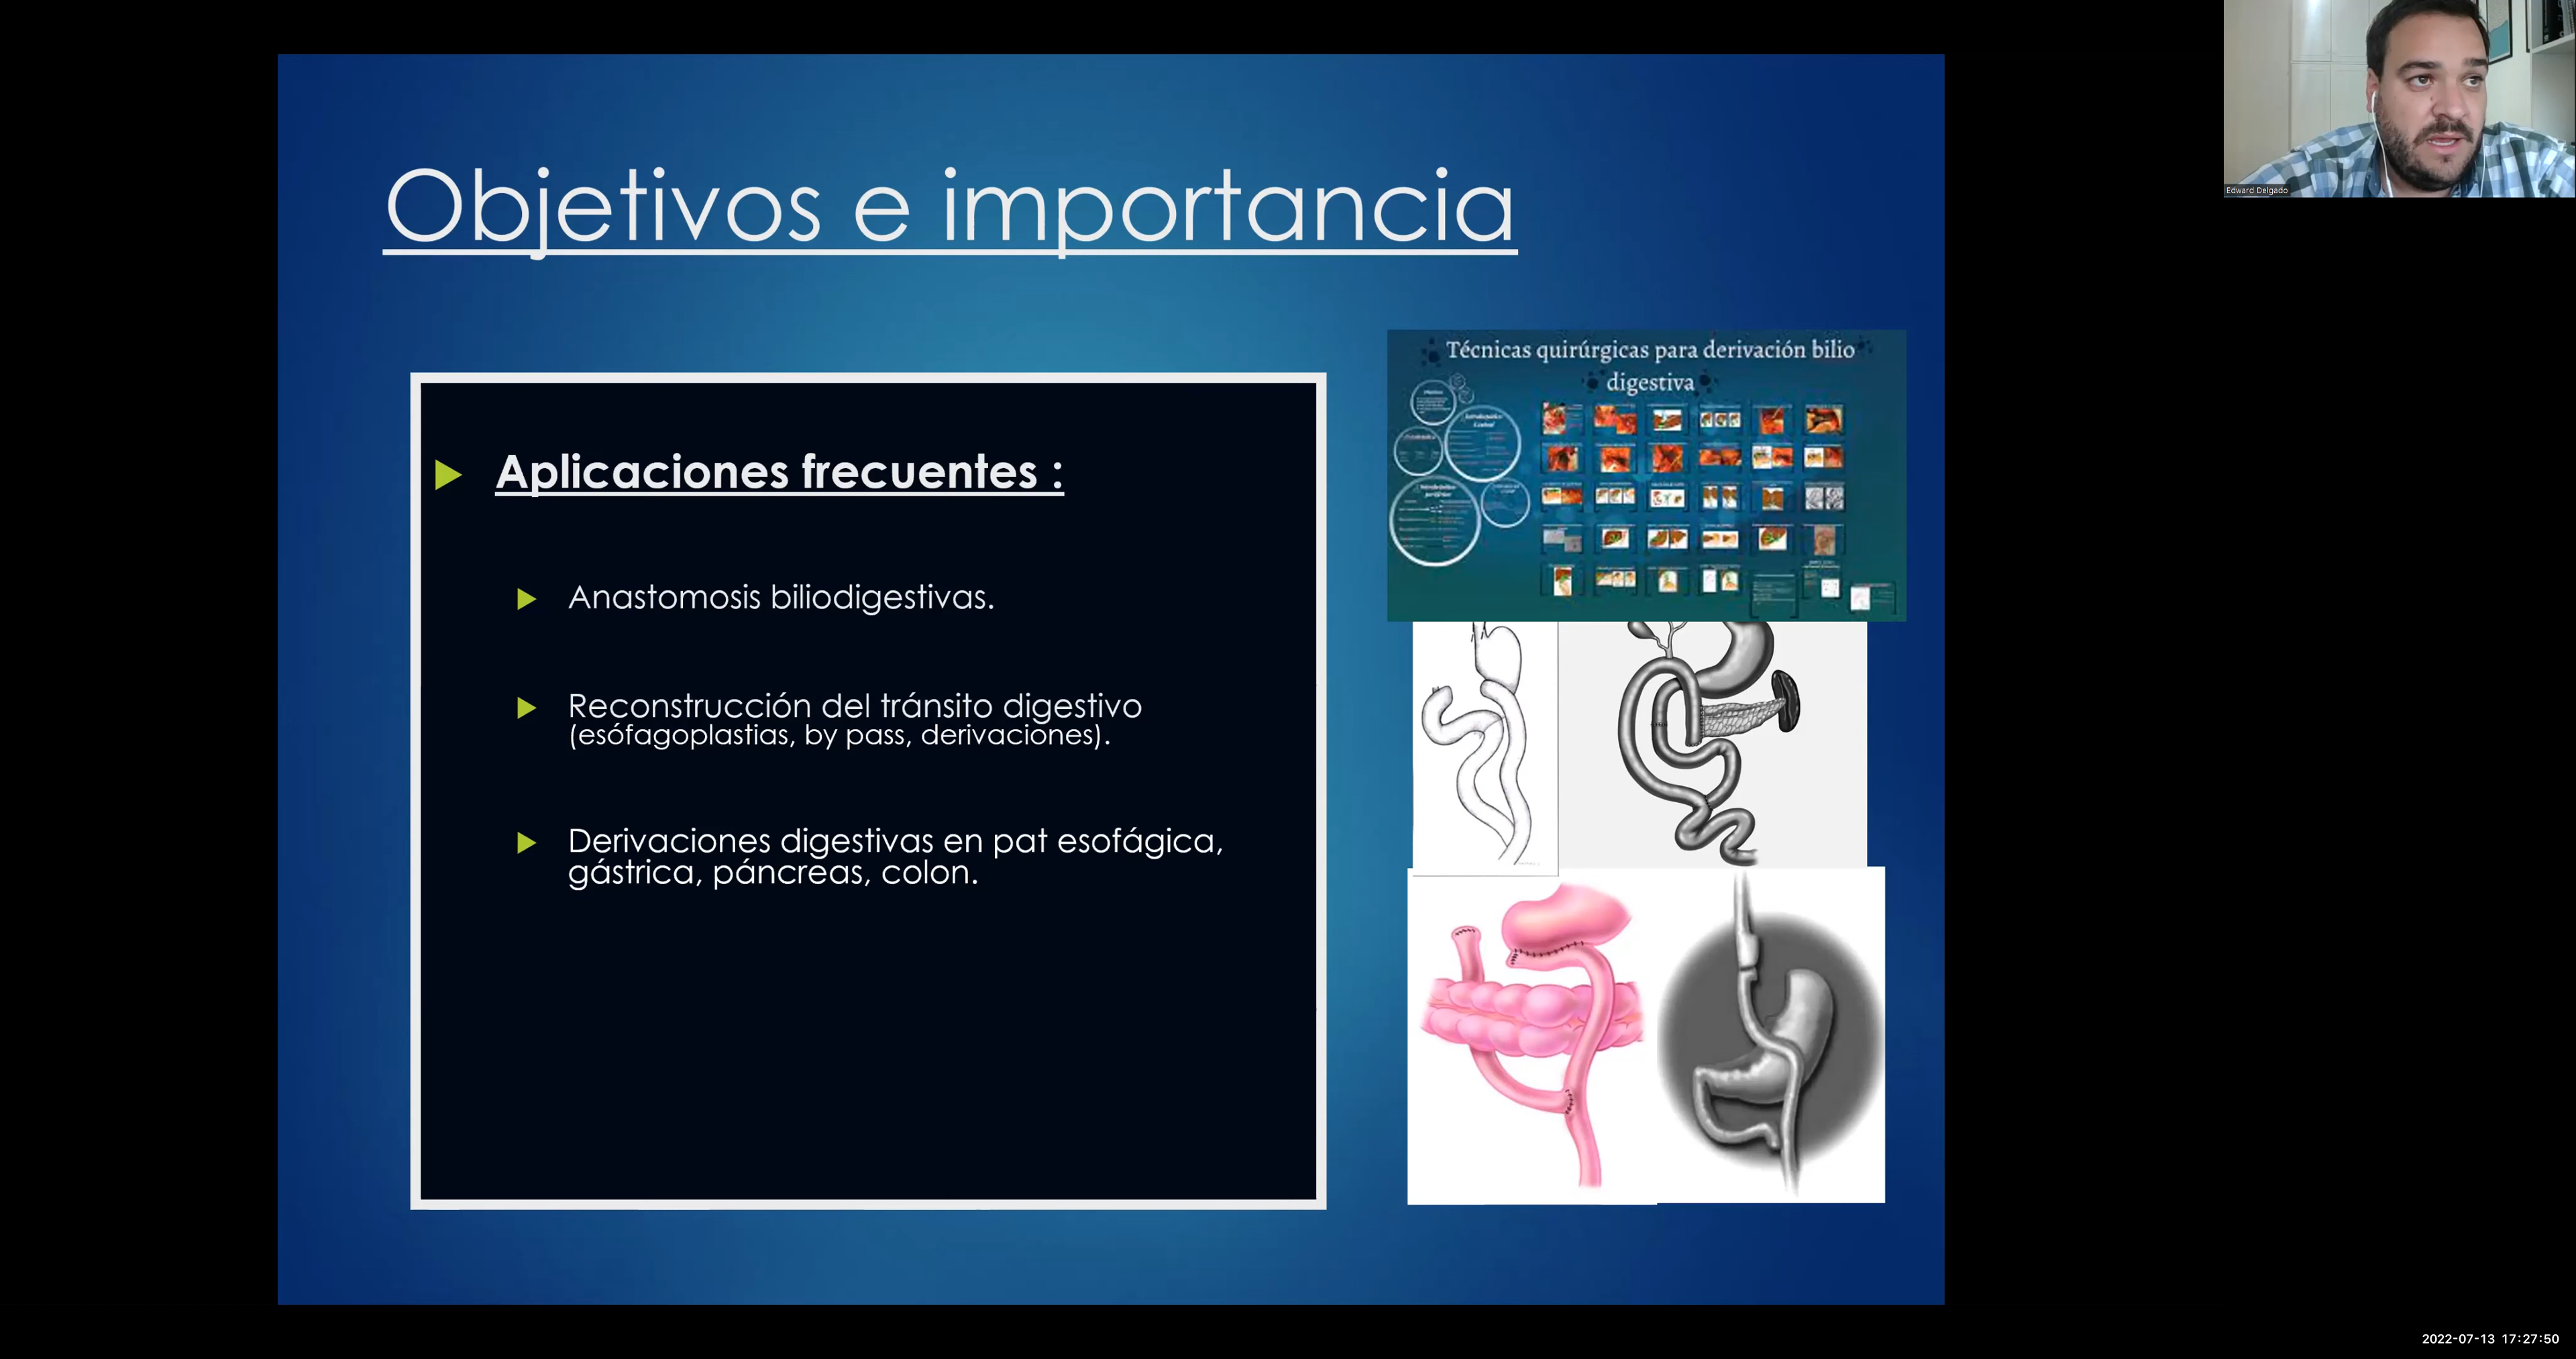 Objetivos e importancia
Aplicaciones frecuentes :
Anastomosis biliodigestivas.
Reconstrucción del tránsito digestivo
(esófagoplastias, by pass, derivaciones).
Derivaciones digestivas en pat esofágica,
gástrica, páncreas, colon.
Técnicas quirúrgicas para derivación bilio
digestiva
Edward Delgado
2022-07-13 17:27:50